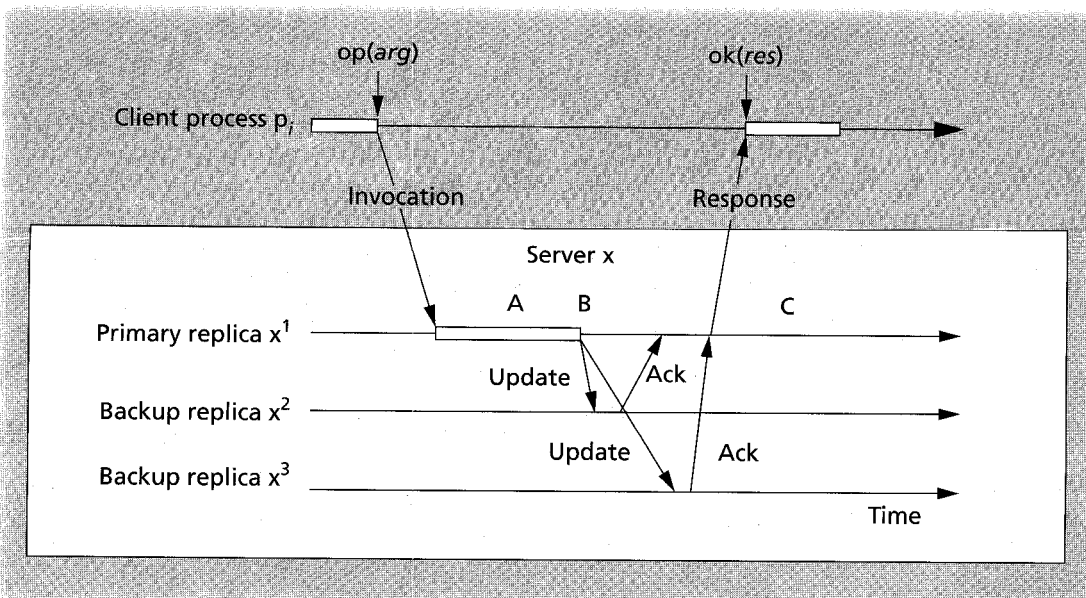 op(arg)
ok(res)
Client process pᵢ
Invocation
Response
Server x
A
B
C
Primary replica x¹
Update
Ack
Backup replica x²
Update
Ack
Backup replica x³
Time